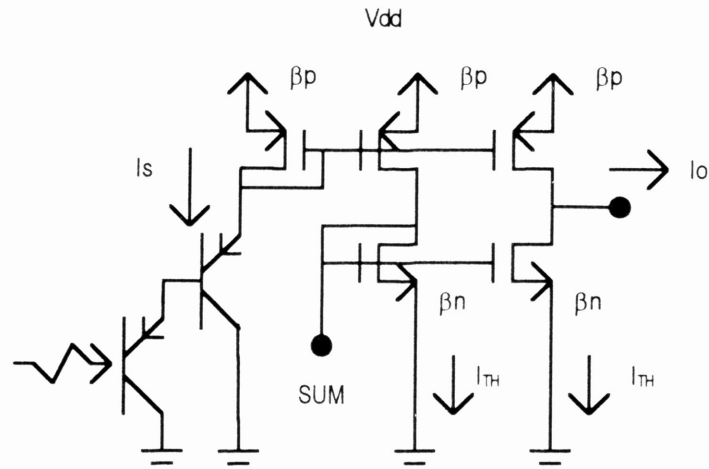 Vdd
βp βp βp
Is
Io
βn βn
SUM
ITH ITH